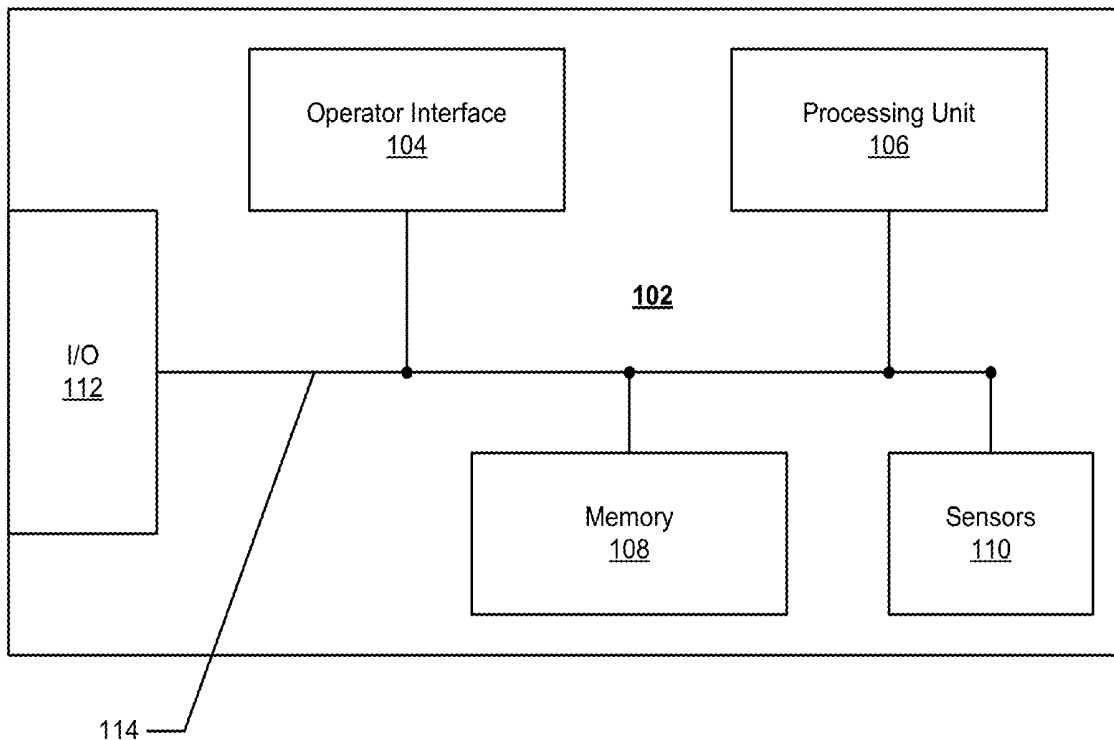 Operator Interface
104
Processing Unit
106
102
I/O
112
Memory
108
Sensors
110
114